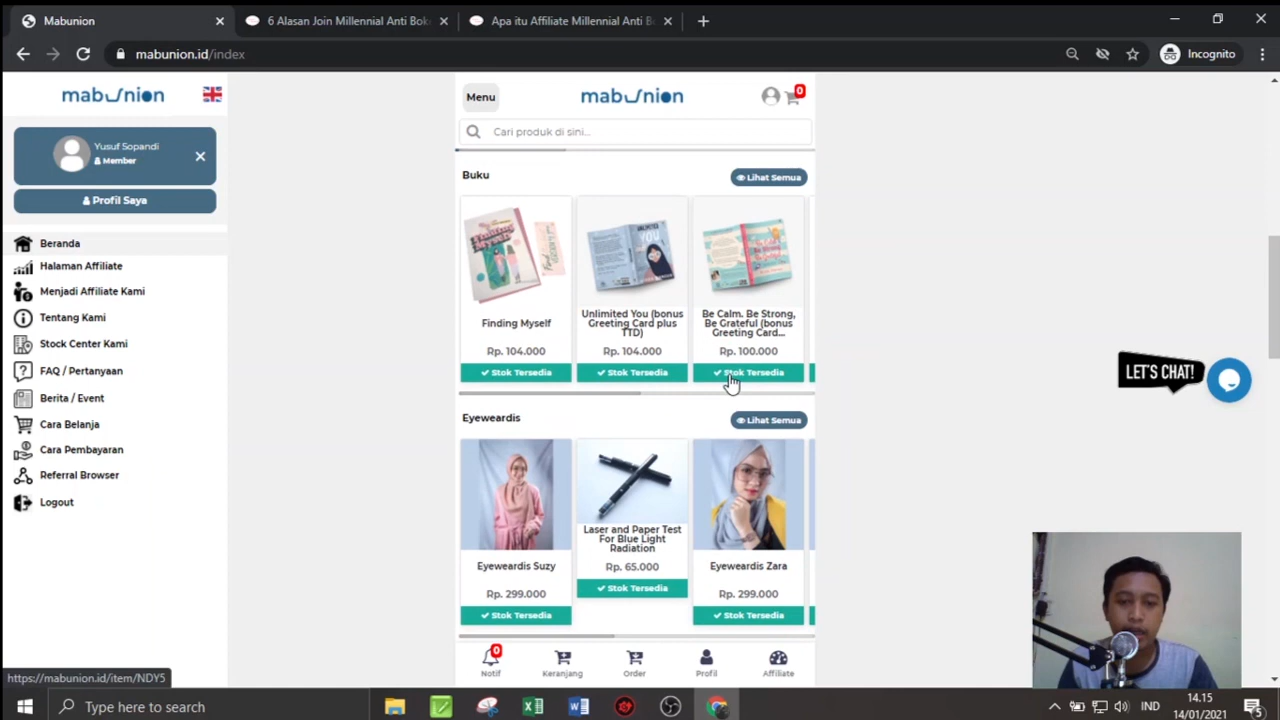 Mabunion
6 Alasan Join Millennial Anti Bok
Apa itu Affiliate Millennial Anti B
mabunion.id/index
Incognito
mabunion
Yusuf Sopandi
Member
Profil Saya
Beranda
Halaman Affiliate
Menjadi Affiliate Kami
Tentang Kami
Stock Center Kami
FAQ / Pertanyaan
Berita / Event
Cara Belanja
Cara Pembayaran
Referral Browser
Logout
Menu
mabunion
0
Cari produk di sini...
Buku
Lihat Semua
Finding Myself
Rp. 104.000
Stok Tersedia
Unlimited You (bonus
Greeting Card plus
TTD)
Rp. 104.000
Stok Tersedia
Be Calm. Be Strong,
Be Grateful (bonus
Greeting Card...
Rp. 100.000
Stok Tersedia
Eyeweardis
Lihat Semua
Eyeweardis Suzy
Rp. 299.000
Stok Tersedia
Laser and Paper Test
For Blue Light
Radiation
Rp. 65.000
Stok Tersedia
Eyeweardis Zara
Rp. 299.000
Stok Tersedia
0
Notif
Keranjang
Order
Profil
Affiliate
LET'S CHAT!
https://mabunion.id/item/NDY5
Type here to search
IND
14.15
14/01/2021
5